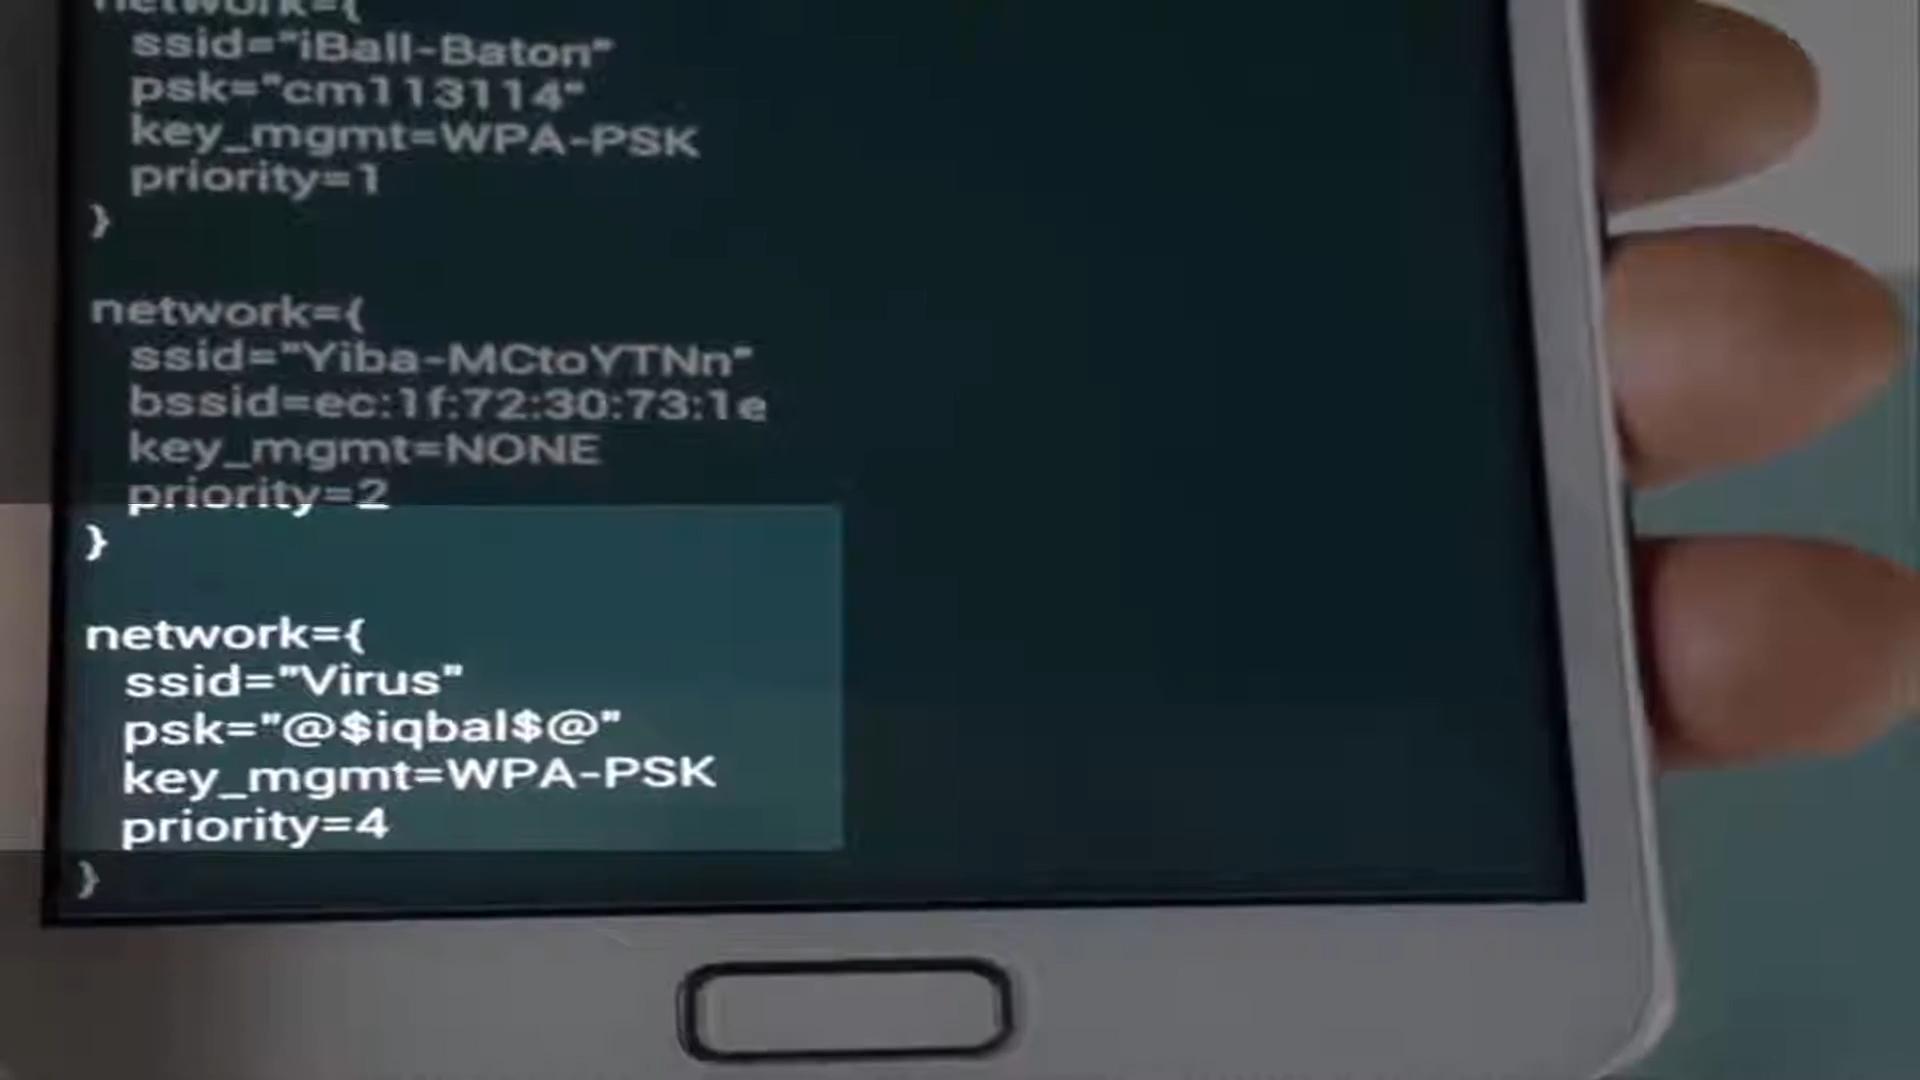 network={
ssid="iBall-Baton"
psk="cm113114"
key_mgmt=WPA-PSK
priority=1
}
network={
ssid="Yiba-MCtoYTNn"
bssid=ec:1f:72:30:73:1e
key_mgmt=NONE
priority=2
}
network={
ssid="Virus"
psk="@$iqbal$@"
key_mgmt=WPA-PSK
priority=4
}